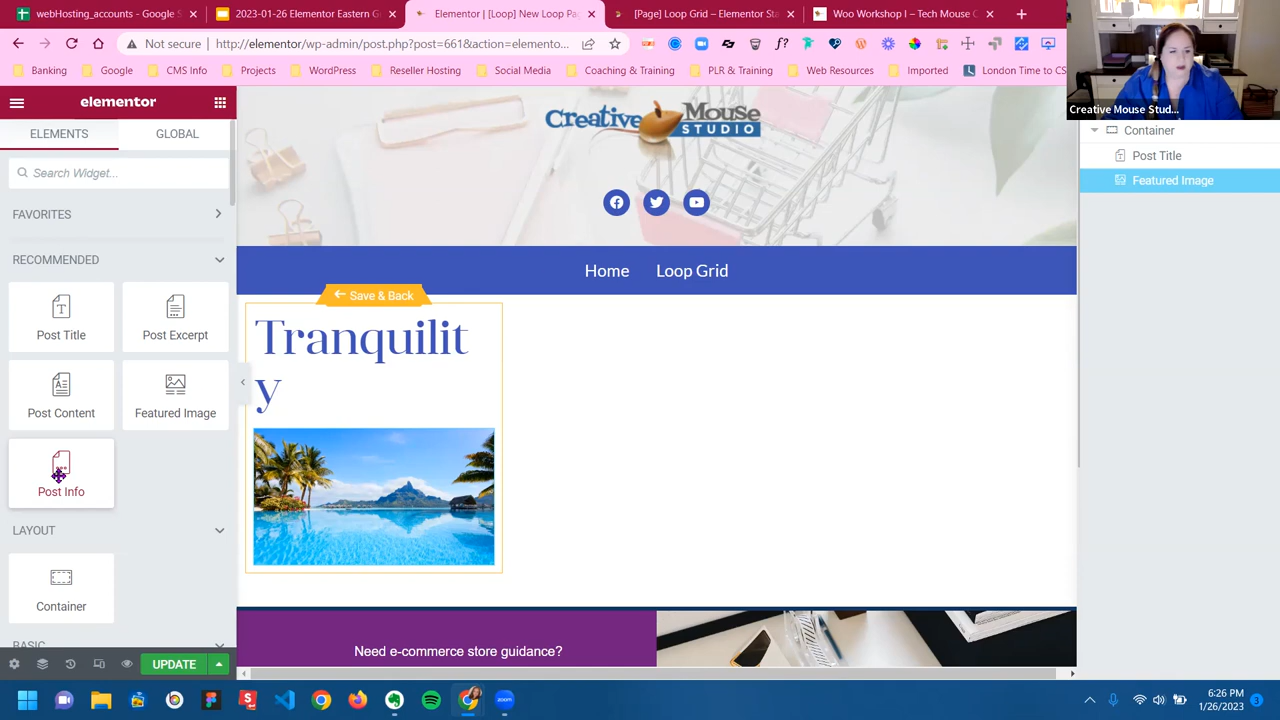 webHosting_accounts - Google S
2023-01-26 Elementor Eastern G
Elementor | [Loop] New Loop Pa
[Page] Loop Grid – Elementor Sta
Woo Workshop I – Tech Mouse C
Not secure | http://elementor/wp-admin/post.php?post=661&action=elemento...
Banking
Google
CMS Info
Projects
WordPress
Reseller Hosting
Social Media
Coaching & Training
PLR & Training
Web Resources
Imported
London Time to CS
Creative Mouse Stud...
elementor
ELEMENTS
GLOBAL
Search Widget...
FAVORITES
RECOMMENDED
Post Title
Post Excerpt
Post Content
Featured Image
Post Info
LAYOUT
Container
BASIC
UPDATE
Creative Mouse
STUDIO
Home
Loop Grid
Save & Back
Tranquilit
y
Need e-commerce store guidance?
Container
Post Title
Featured Image
zoom
6:26 PM
1/26/2023
3